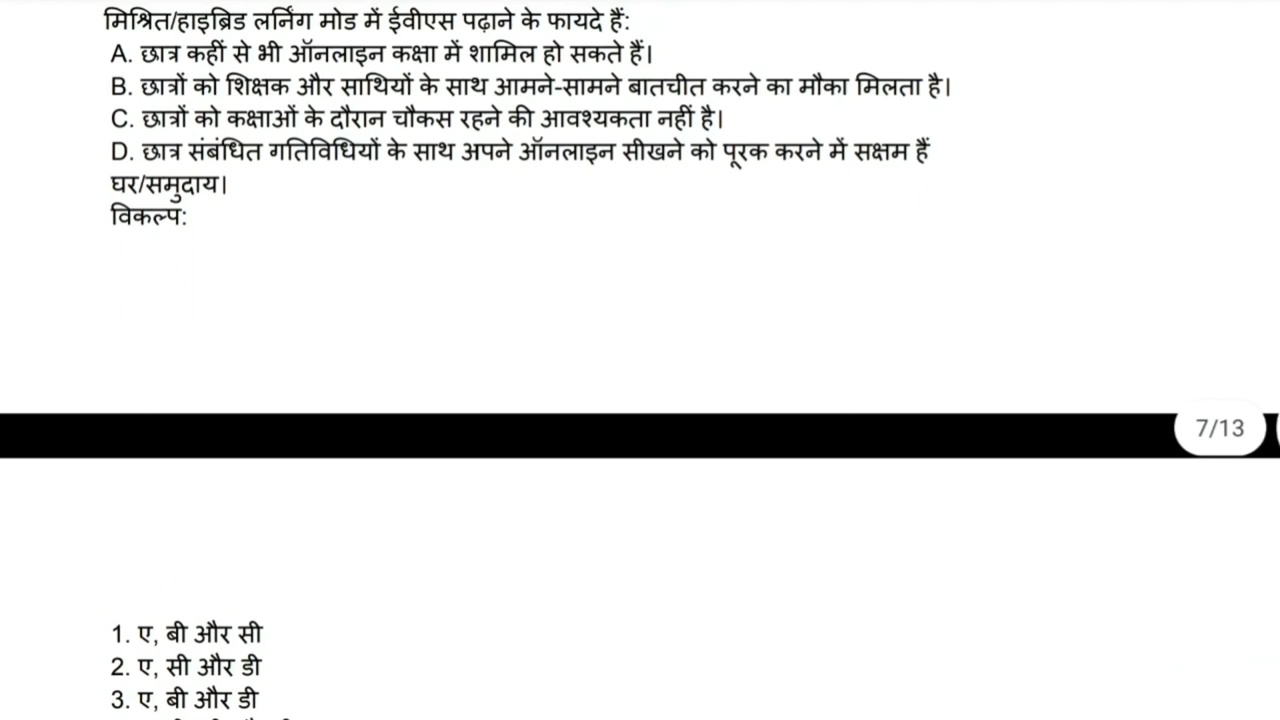 मिश्रित/हाइब्रिड लर्निंग मोड में ईवीएस पढ़ाने के फायदे हैं:
A. छात्र कहीं से भी ऑनलाइन कक्षा में शामिल हो सकते हैं।
B. छात्रों को शिक्षक और साथियों के साथ आमने-सामने बातचीत करने का मौका मिलता है।
C. छात्रों को कक्षाओं के दौरान चौकस रहने की आवश्यकता नहीं है।
D. छात्र संबंधित गतिविधियों के साथ अपने ऑनलाइन सीखने को पूरक करने में सक्षम हैं
घर/समुदाय।
विकल्प:
7/13
1. ए, बी और सी
2. ए, सी और डी
3. ए, बी और डी